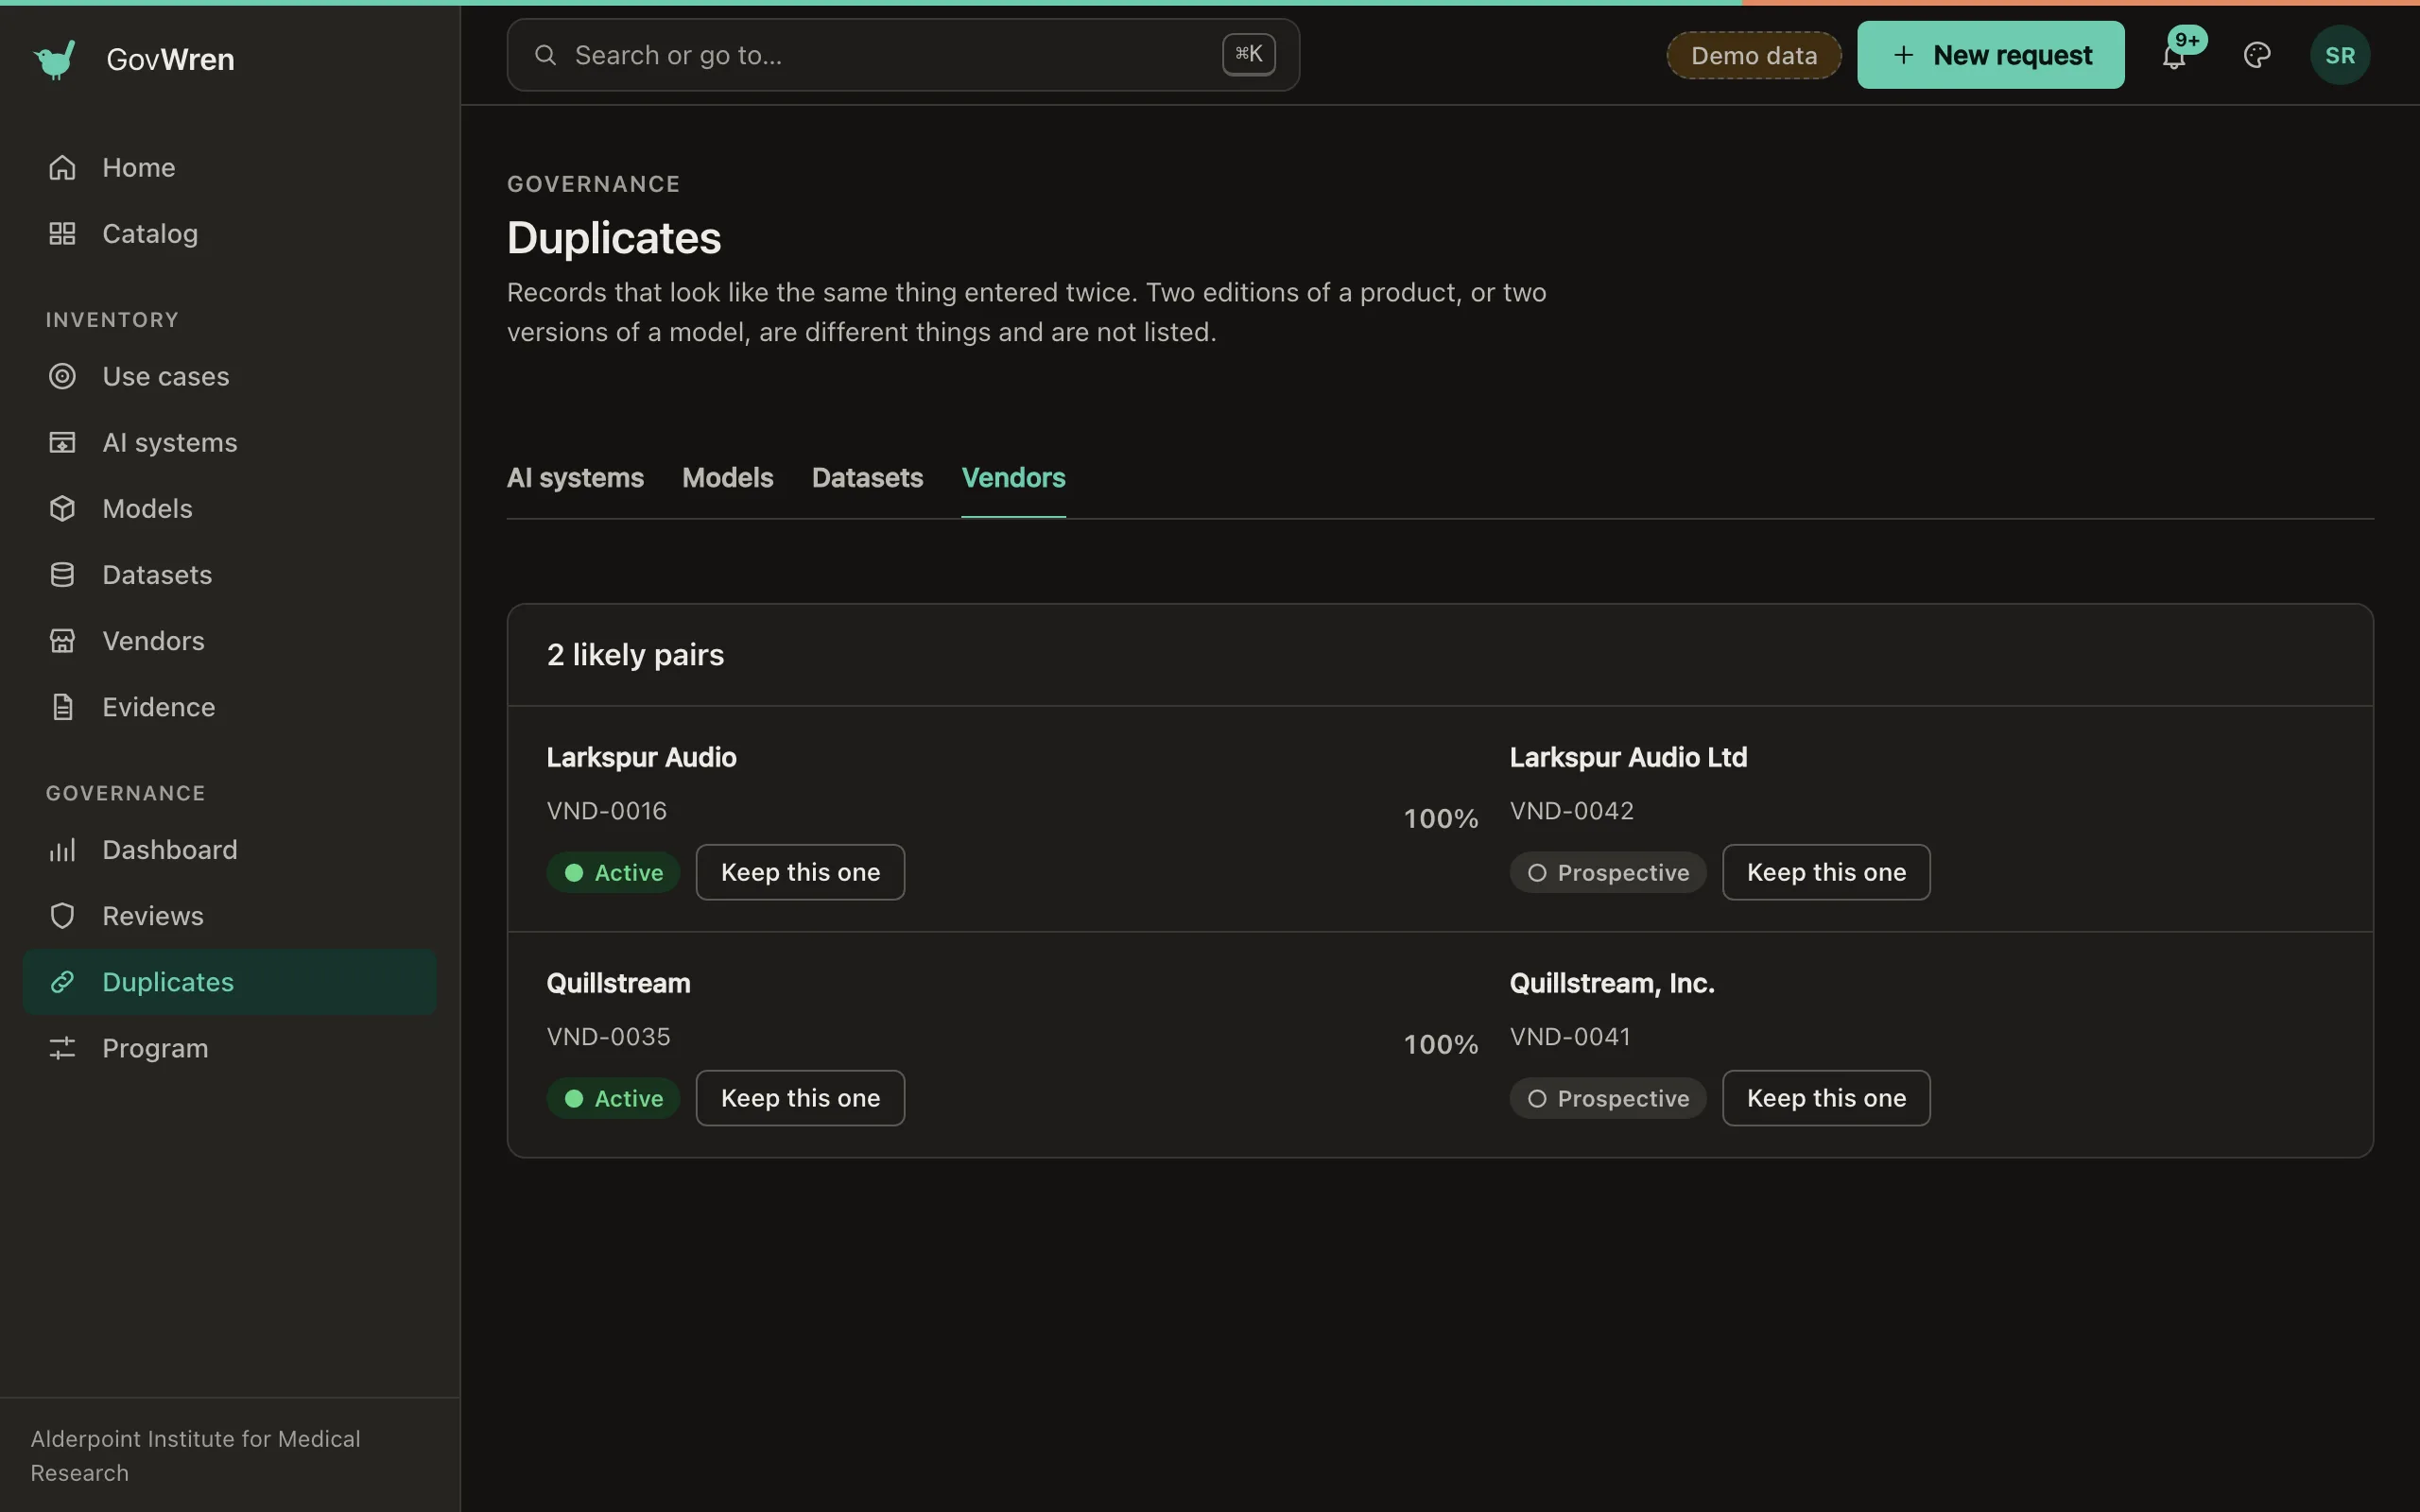 GovWren
Search or go to...
⌘K
Demo data
+ New request
9+
SR
Home
Catalog
INVENTORY
Use cases
AI systems
Models
Datasets
Vendors
Evidence
GOVERNANCE
Dashboard
Reviews
Duplicates
Program
Alderpoint Institute for Medical
Research
GOVERNANCE
Duplicates
Records that look like the same thing entered twice. Two editions of a product, or two
versions of a model, are different things and are not listed.
AI systems Models Datasets Vendors
2 likely pairs
Larkspur Audio
VND-0016
Active Keep this one
100%
Larkspur Audio Ltd
VND-0042
Prospective Keep this one
Quillstream
VND-0035
Active Keep this one
100%
Quillstream, Inc.
VND-0041
Prospective Keep this one